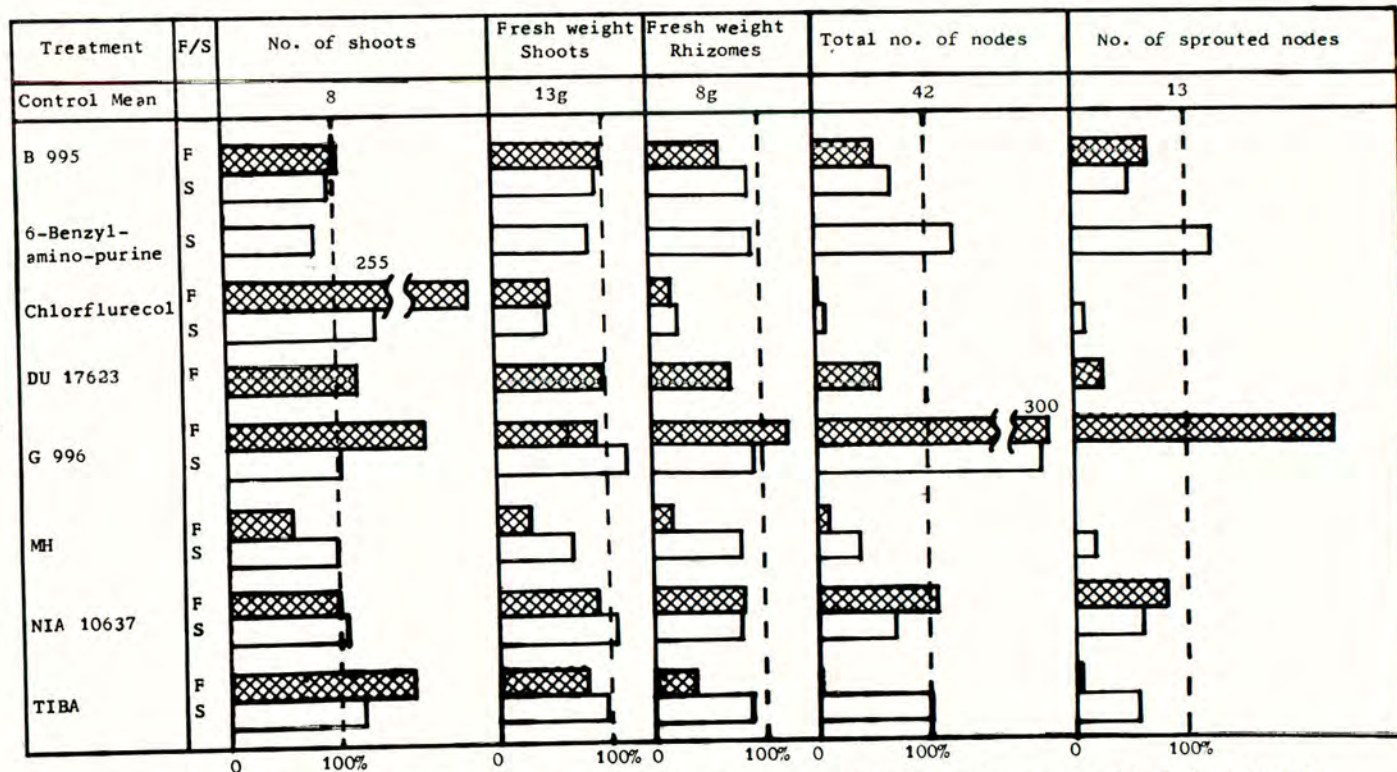 Treatment F/S No. of shoots Fresh weight Shoots Fresh weight Rhizomes Total no. of nodes No. of sprouted nodes
Control Mean 8 13g 8g 42 13
B 995 F
S
6-Benzyl-
amino-purine S
255
Chlorflurecol F
S
DU 17623 F
300
G 996 F
S
MH F
S
NIA 10637 F
S
TIBA F
S
0 100% 0 100% 0 100% 0 100% 0 100%